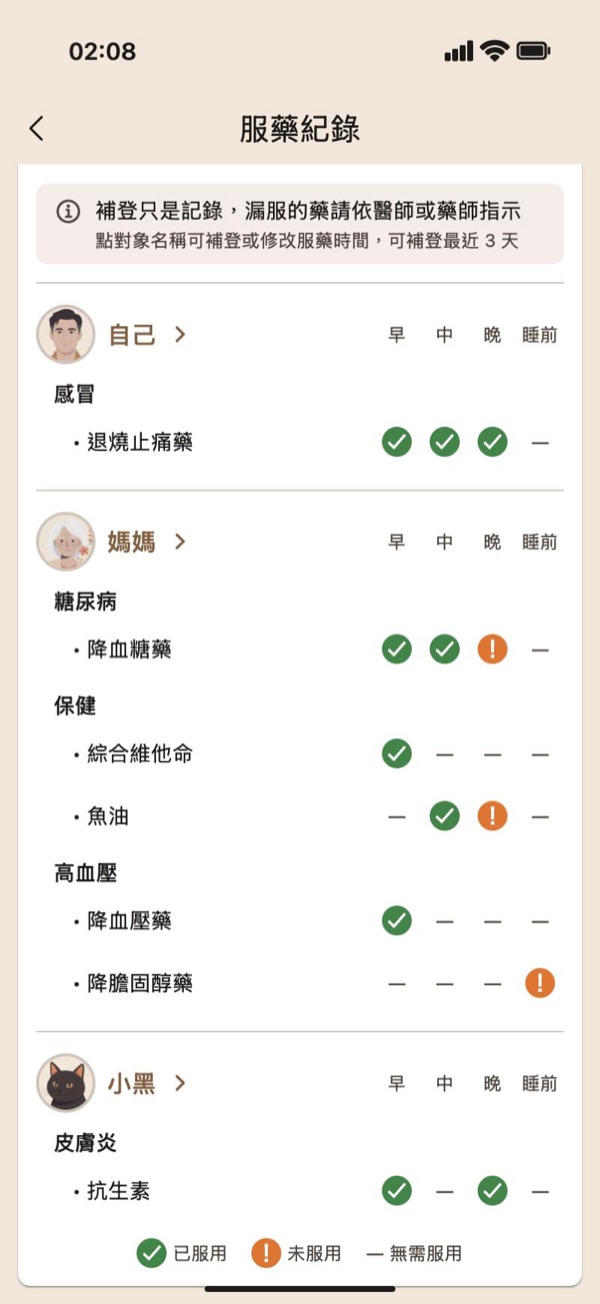 02:08
服藥紀錄
補登只是記錄，漏服的藥請依醫師或藥師指示
點對象名稱可補登或修改服藥時間，可補登最近 3 天
自己 早 中 晚 睡前
感冒
・退燒止痛藥 —
媽媽 早 中 晚 睡前
糖尿病
・降血糖藥 ! —
保健
・綜合維他命 — — —
・魚油 — ! —
高血壓
・降血壓藥 — — —
・降膽固醇藥 — — — !
小黑 早 中 晚 睡前
皮膚炎
・抗生素 — —
已服用 ! 未服用 — 無需服用